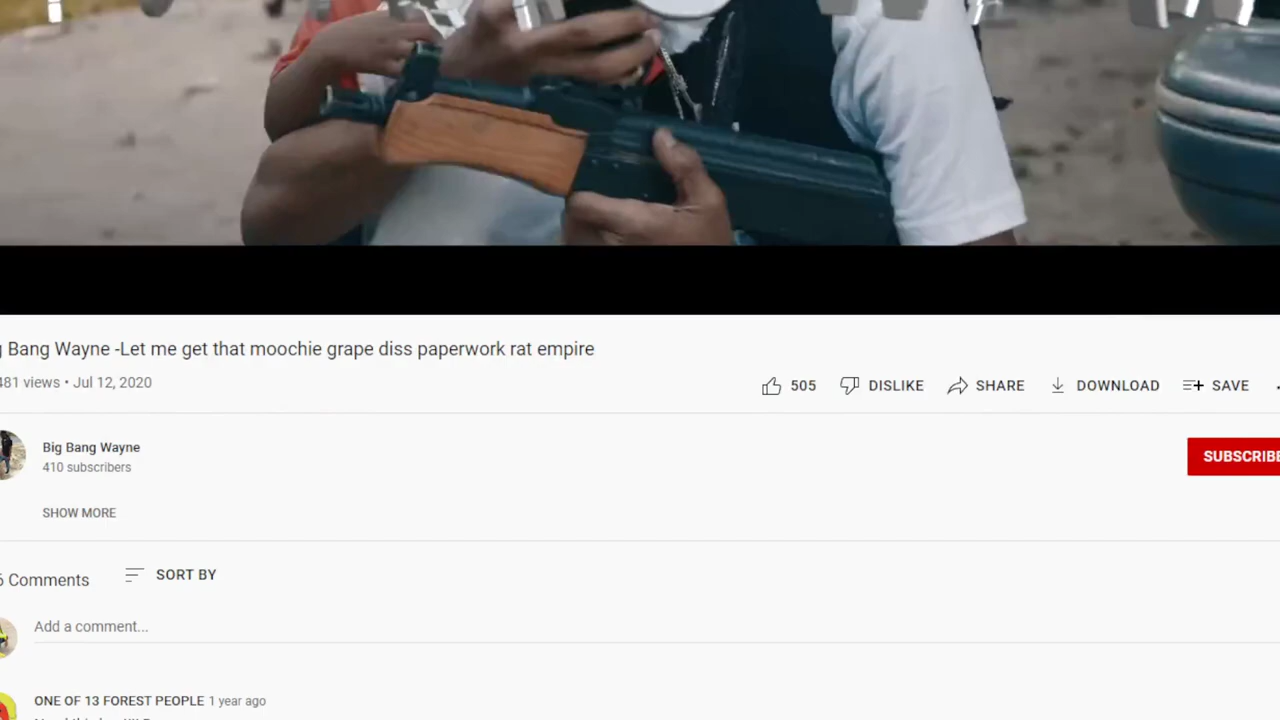 g Bang Wayne -Let me get that moochie grape diss paperwork rat empire
481 views • Jul 12, 2020
505
DISLIKE
SHARE
DOWNLOAD
SAVE
Big Bang Wayne
410 subscribers
SUBSCRIBE
SHOW MORE
6 Comments
SORT BY
Add a comment...
ONE OF 13 FOREST PEOPLE 1 year ago